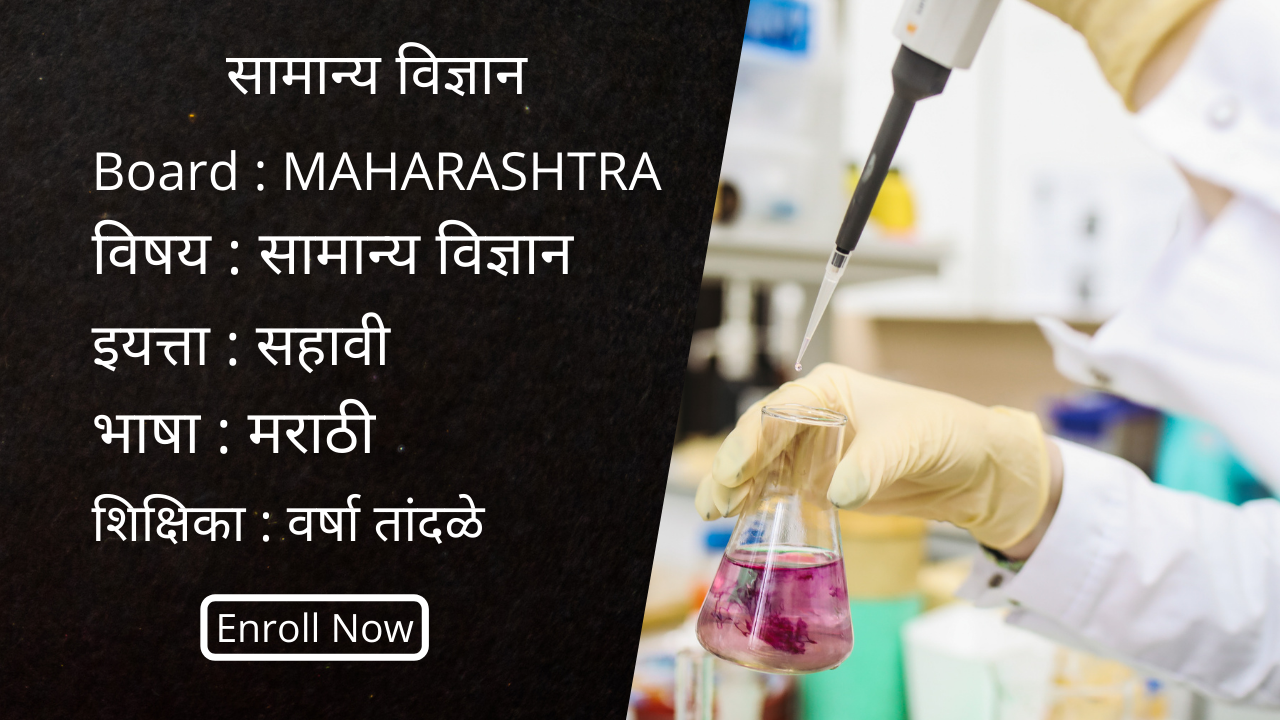 सामान्य विज्ञान
Board : MAHARASHTRA
विषय : सामान्य विज्ञान
इयत्ता : सहावी
भाषा : मराठी
शिक्षिका : वर्षा तांदळे
Enroll Now